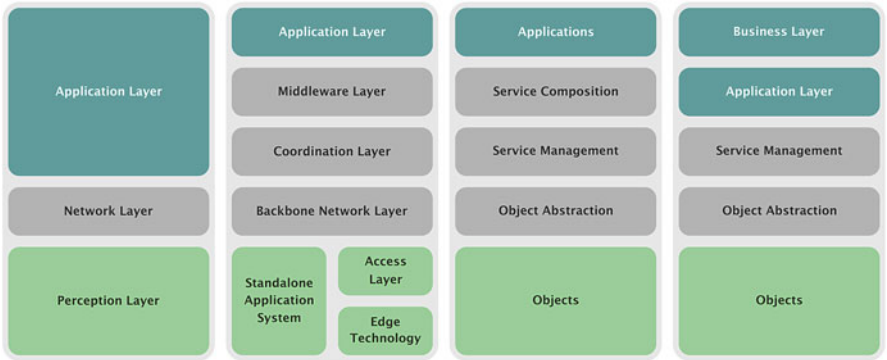 Application Layer
Network Layer
Perception Layer
Application Layer
Middleware Layer
Coordination Layer
Backbone Network Layer
Standalone
Application
System
Access
Layer
Edge
Technology
Applications
Service Composition
Service Management
Object Abstraction
Objects
Business Layer
Application Layer
Service Management
Object Abstraction
Objects